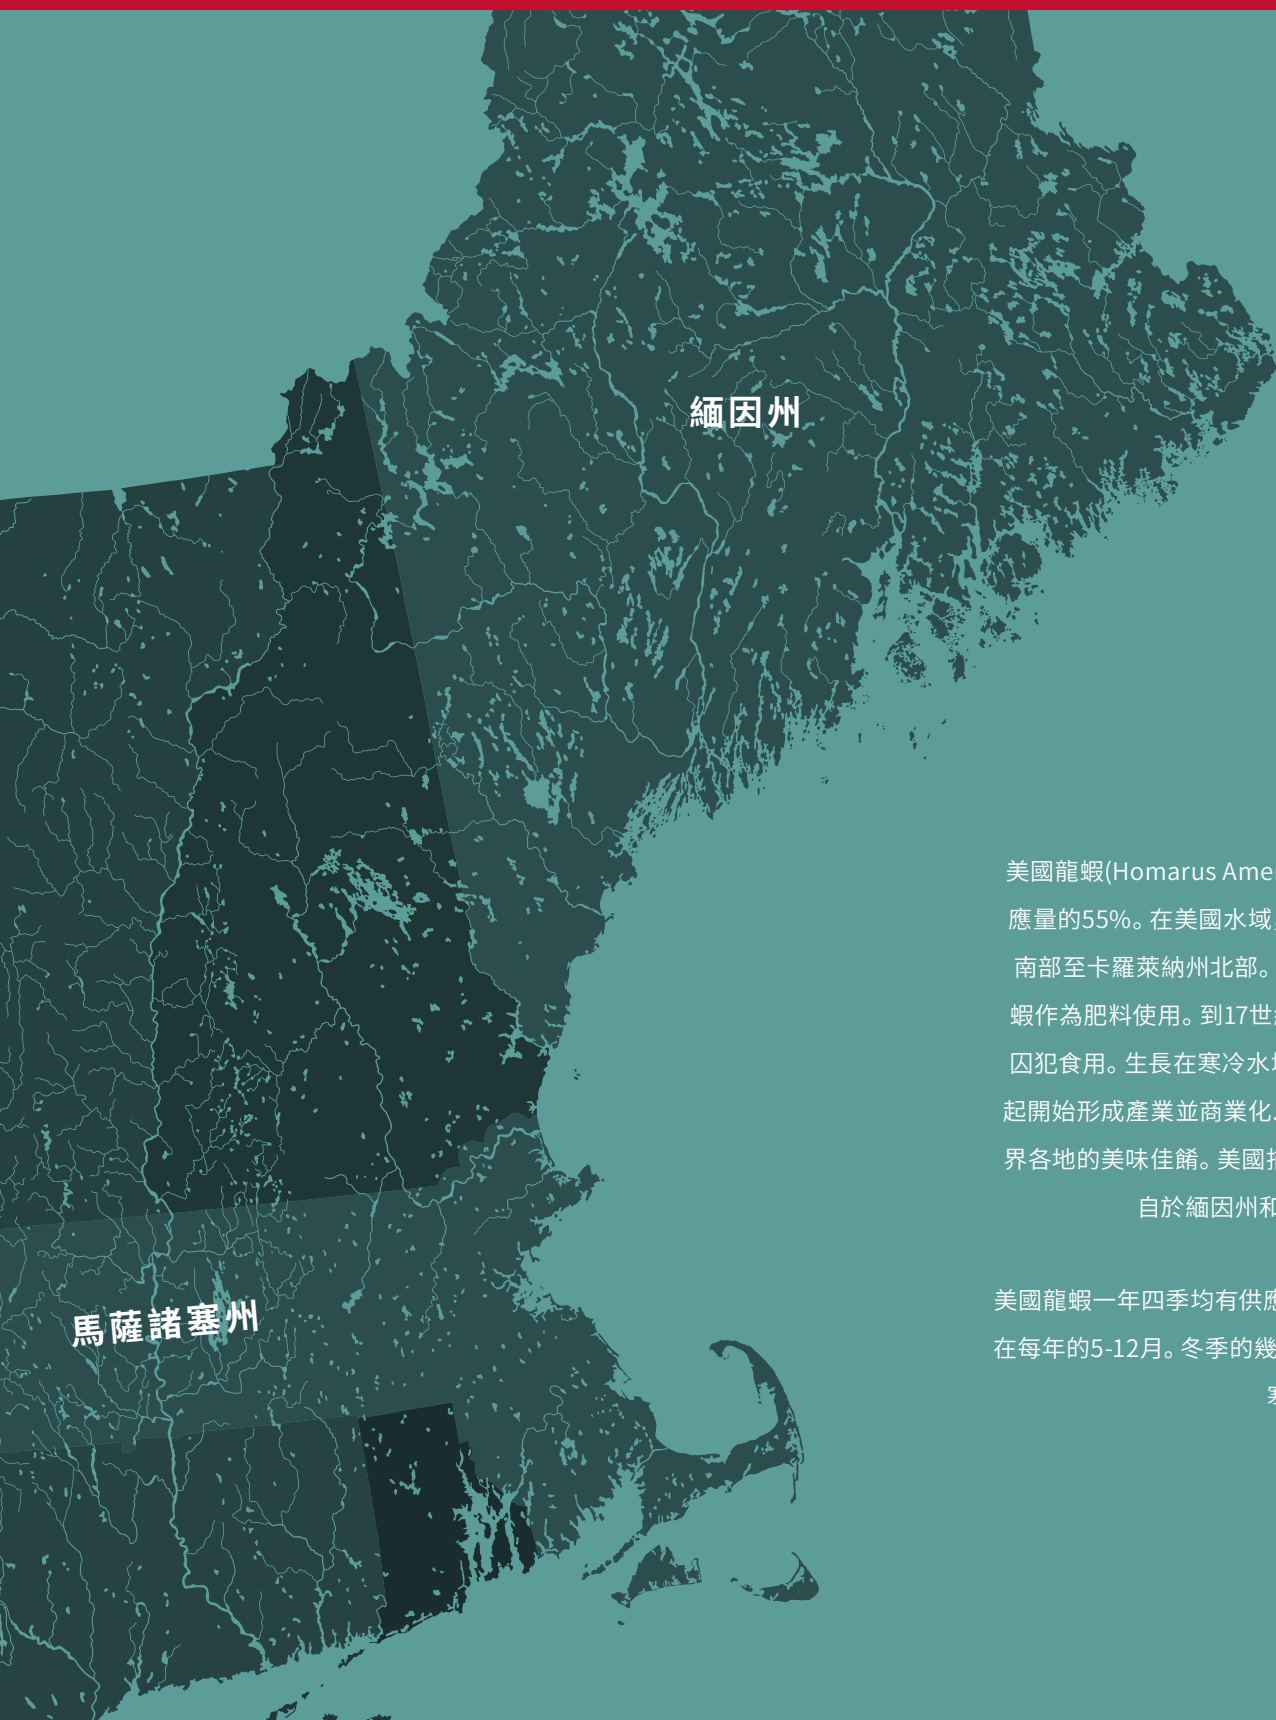 緬因州
美國龍蝦(Homarus Amer
應量的55%。在美國水域
南部至卡羅萊納州北部。
蝦作為肥料使用。到17世
囚犯食用。生長在寒冷水
起開始形成產業並商業化
界各地的美味佳餚。美國
自於緬因州和
馬薩諸塞州
美國龍蝦一年四季均有供應
在每年的5-12月。冬季的幾